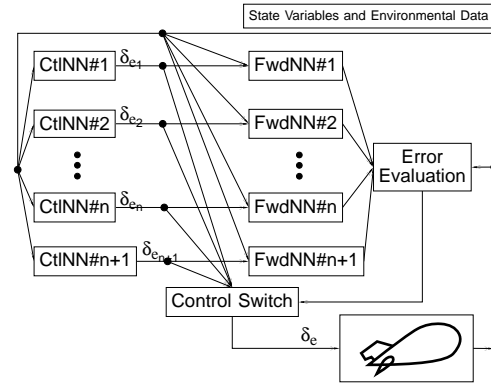 State Variables and Environmental Data
CtlNN#1 δe1 FwdNN#1
CtlNN#2 δe2 FwdNN#2
Error
Evaluation
CtlNN#n δen FwdNN#n
CtlNN#n+1 δen+1 FwdNN#n+1
Control Switch
δe